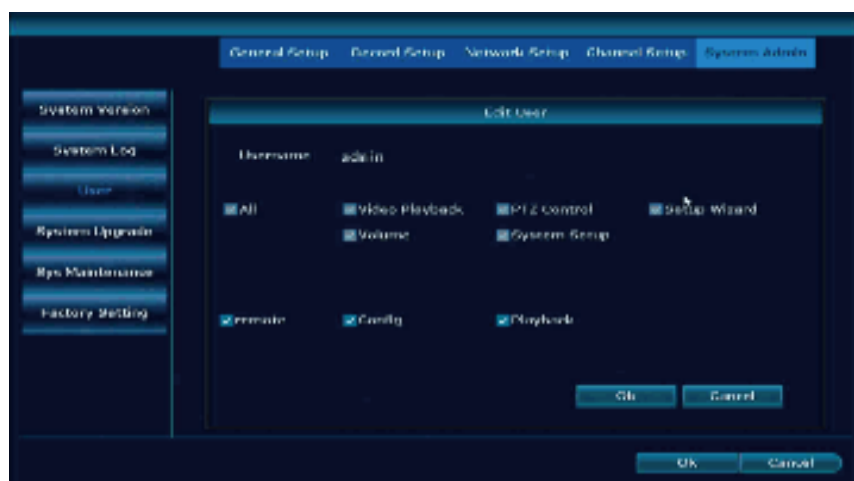 General Setup Record Setup Network Setup Channel Setup System Admin
System Version
Edit User
System Log
Username admin
User
All Video Playback PTZ Control Setup Wizard
System Upgrade
Volume System Setup
Sys Maintenance
Factory Setting
remote Config Playback
Ok Cancel
Ok Cancel